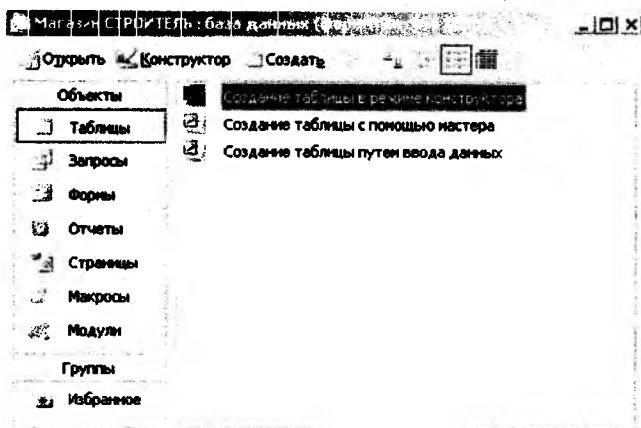 Магазин СТРОИТЕЛЬ : база данных
Открыть Конструктор Создать
Объекты
Таблицы
Запросы
Формы
Отчеты
Страницы
Макросы
Модули
Группы
Избранное
Создание таблицы в режиме конструктора
Создание таблицы с помощью мастера
Создание таблицы путем ввода данных